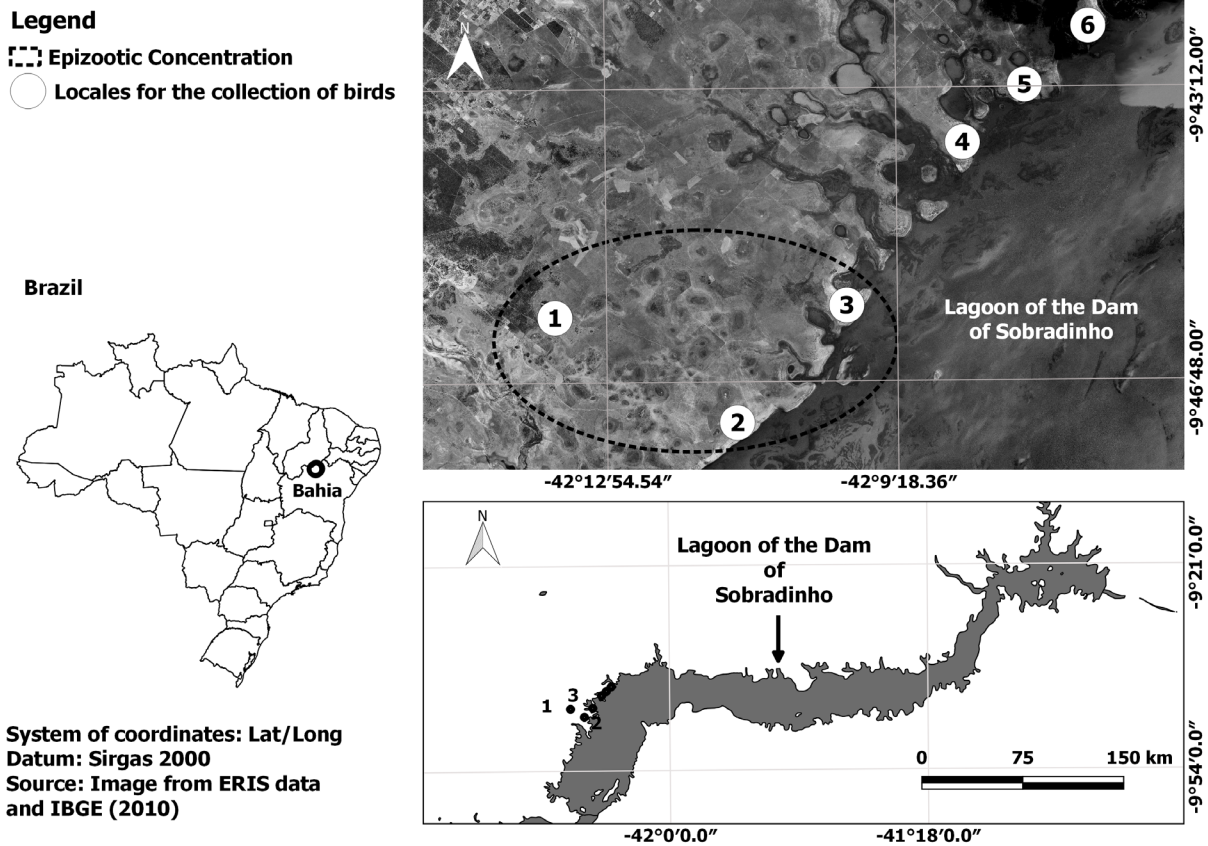 Legend
Epizootic Concentration
Locales for the collection of birds
Brazil
Bahia
System of coordinates: Lat/Long
Datum: Sirgas 2000
Source: Image from ERIS data
and IBGE (2010)
N
1
2
3
4
5
6
Lagoon of the Dam
of Sobradinho
-9°43′12.00″
-9°46′48.00″
-42°12′54.54″
-42°9′18.36″
N
Lagoon of the Dam
of
Sobradinho
1
3
2
0 75 150 km
-9°21′0.0″
-9°54′0.0″
-42°0′0.0″
-41°18′0.0″